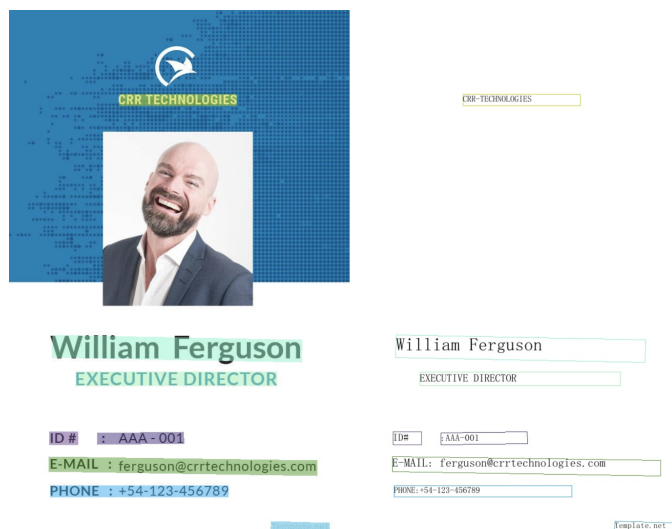 CRR TECHNOLOGIES
CRR-TECHNOLOGIES
William Ferguson
William Ferguson
EXECUTIVE DIRECTOR
EXECUTIVE DIRECTOR
ID # : AAA - 001
ID# :AAA-001
E-MAIL : ferguson@crrtechnologies.com
E-MAIL: ferguson@crrtechnologies.com
PHONE : +54-123-456789
PHONE:+54-123-456789
Template.net